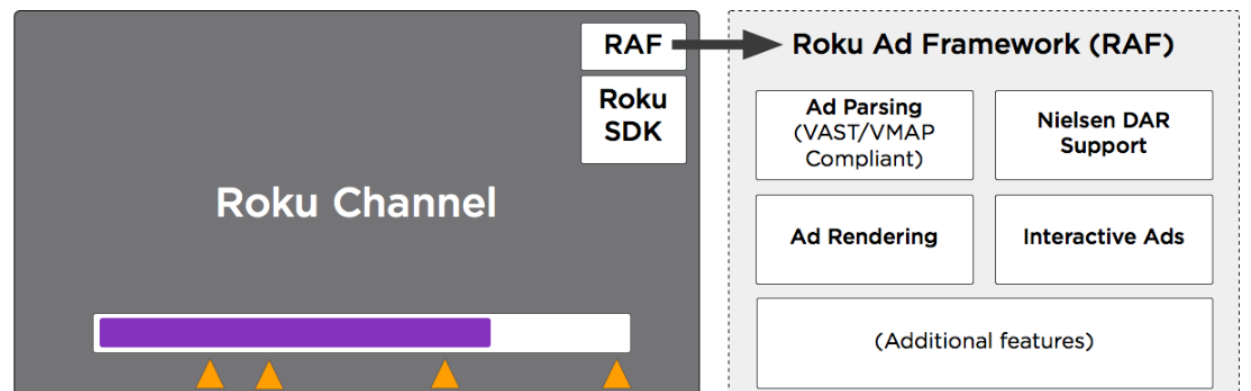 RAF
Roku
SDK
Roku Channel
Roku Ad Framework (RAF)
Ad Parsing
(VAST/VMAP
Compliant)
Nielsen DAR
Support
Ad Rendering
Interactive Ads
(Additional features)